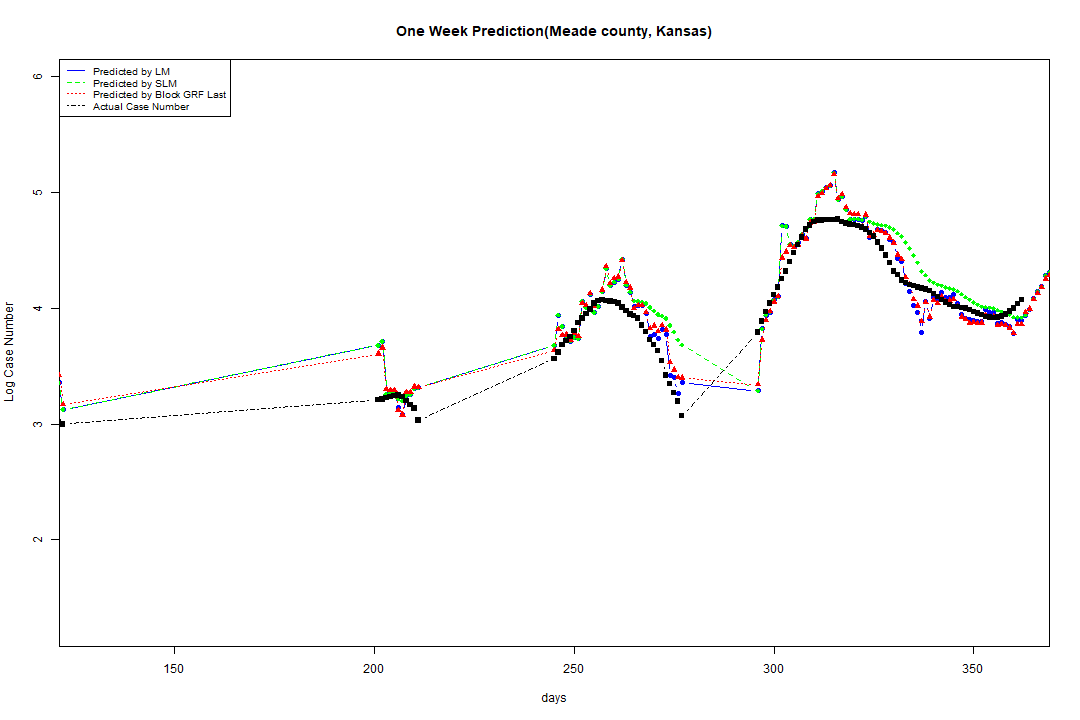 One Week Prediction(Meade county, Kansas)
Predicted by LM
Predicted by SLM
Predicted by Block GRF Last
Actual Case Number
6
5
4
3
2
Log Case Number
150
200
250
300
350
days